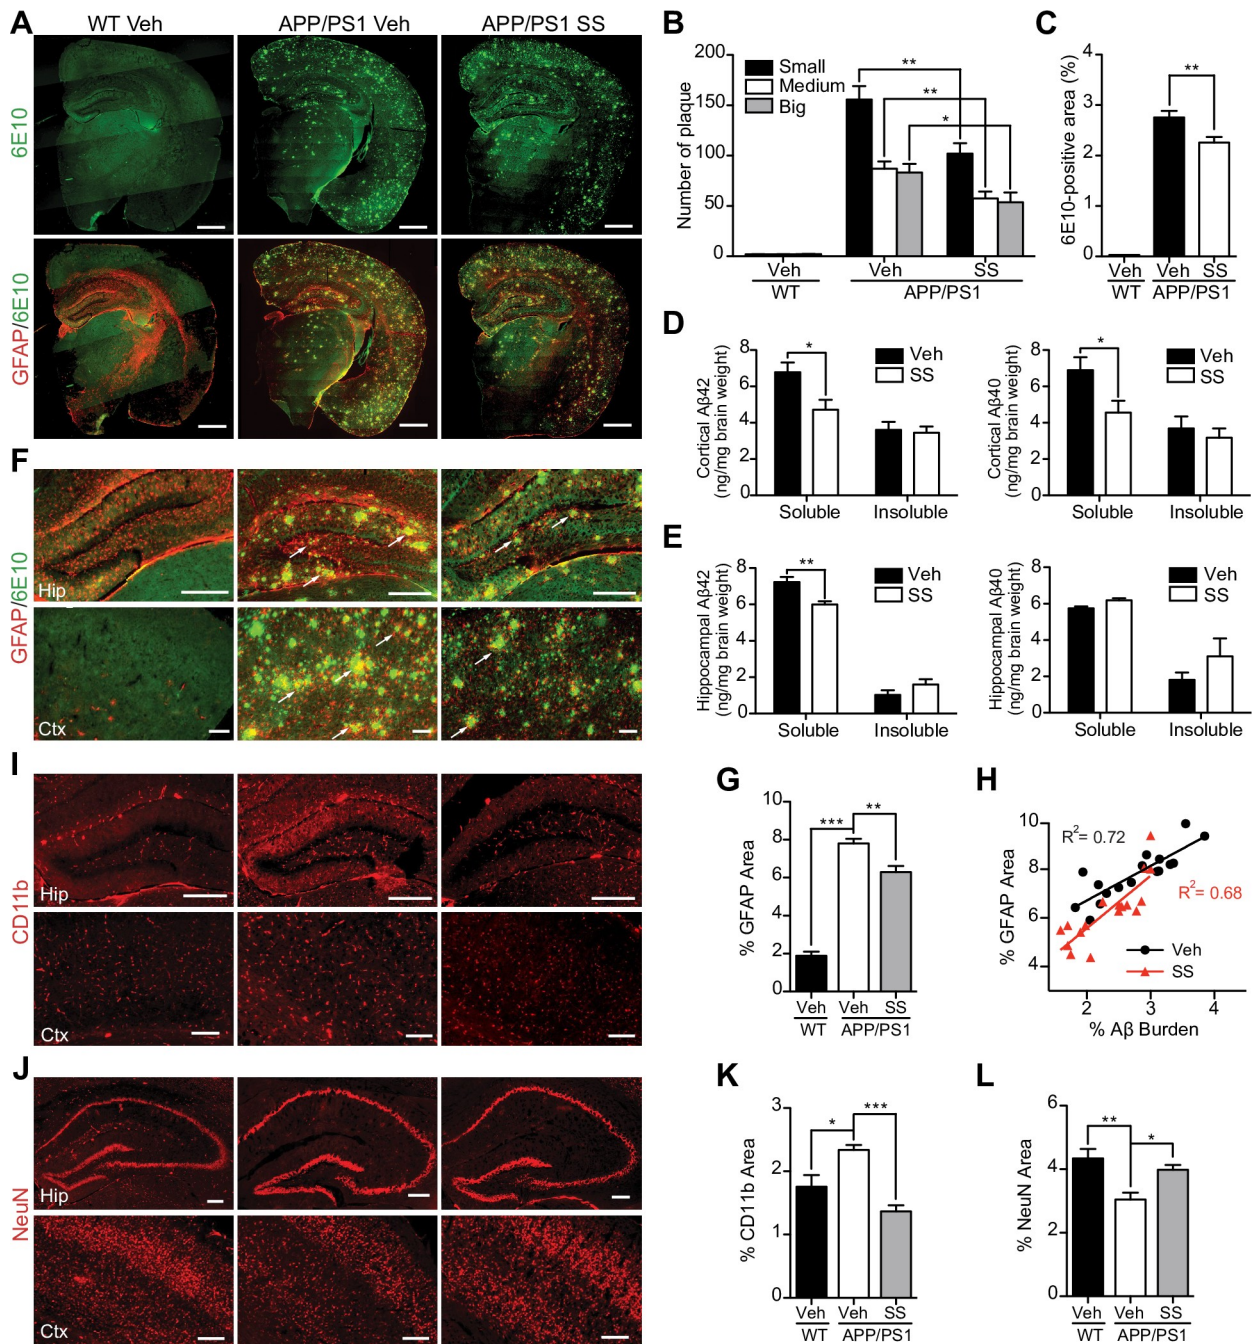 A
WT Veh
APP/PS1 Veh
APP/PS1 SS
6E10
GFAP/6E10
B
Number of plaque
200
150
100
50
0
Small
Medium
Big
**
**
*
Veh
Veh
SS
WT
APP/PS1
C
6E10-positive area (%)
4
3
2
1
0
**
Veh
Veh
SS
WT
APP/PS1
D
Cortical Aβ42
(ng/mg brain weight)
8
6
4
2
0
*
Veh
SS
Soluble
Insoluble
Cortical Aβ40
(ng/mg brain weight)
8
6
4
2
0
*
Veh
SS
Soluble
Insoluble
E
Hippocampal Aβ42
(ng/mg brain weight)
8
6
4
2
0
**
Veh
SS
Soluble
Insoluble
Hippocampal Aβ40
(ng/mg brain weight)
8
6
4
2
0
Veh
SS
Soluble
Insoluble
F
GFAP/6E10
Hip
Ctx
G
% GFAP Area
10
8
6
4
2
0
***
**
Veh
Veh
SS
WT
APP/PS1
H
% GFAP Area
10
8
6
4
R²= 0.72
R²= 0.68
Veh
SS
2
3
4
% Aβ Burden
I
CD11b
Hip
Ctx
J
NeuN
Hip
Ctx
K
% CD11b Area
3
2
1
0
*
***
Veh
Veh
SS
WT
APP/PS1
L
% NeuN Area
6
4
2
0
**
*
Veh
Veh
SS
WT
APP/PS1